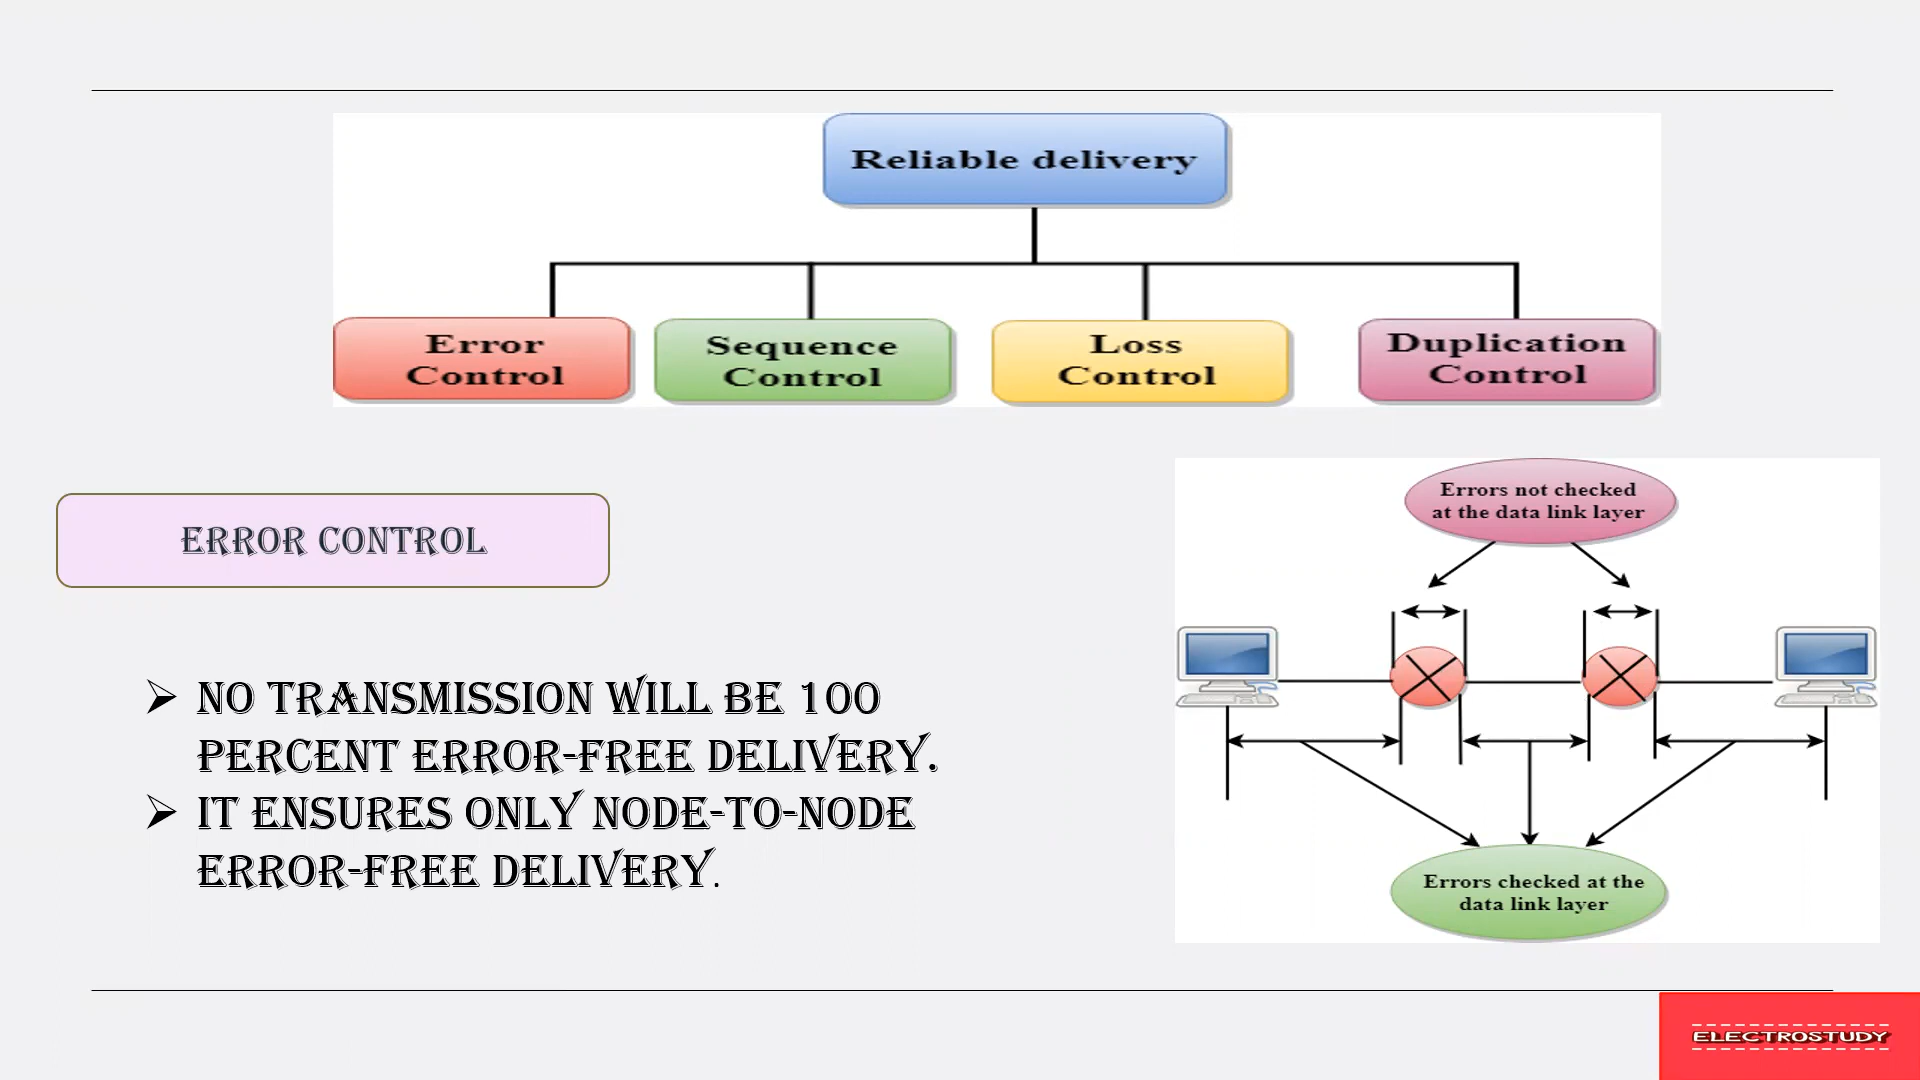 Reliable delivery
Error
Control
Sequence
Control
Loss
Control
Duplication
Control
ERROR CONTROL
NO TRANSMISSION WILL BE 100
PERCENT ERROR-FREE DELIVERY.
IT ENSURES ONLY NODE-TO-NODE
ERROR-FREE DELIVERY.
Errors not checked
at the data link layer
Errors checked at the
data link layer
ELECTROSTUDY